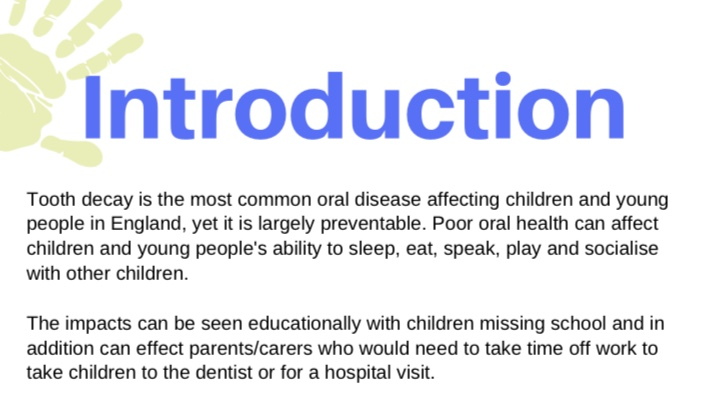 Introduction
Tooth decay is the most common oral disease affecting children and young
people in England, yet it is largely preventable. Poor oral health can affect
children and young people's ability to sleep, eat, speak, play and socialise
with other children.
The impacts can be seen educationally with children missing school and in
addition can effect parents/carers who would need to take time off work to
take children to the dentist or for a hospital visit.